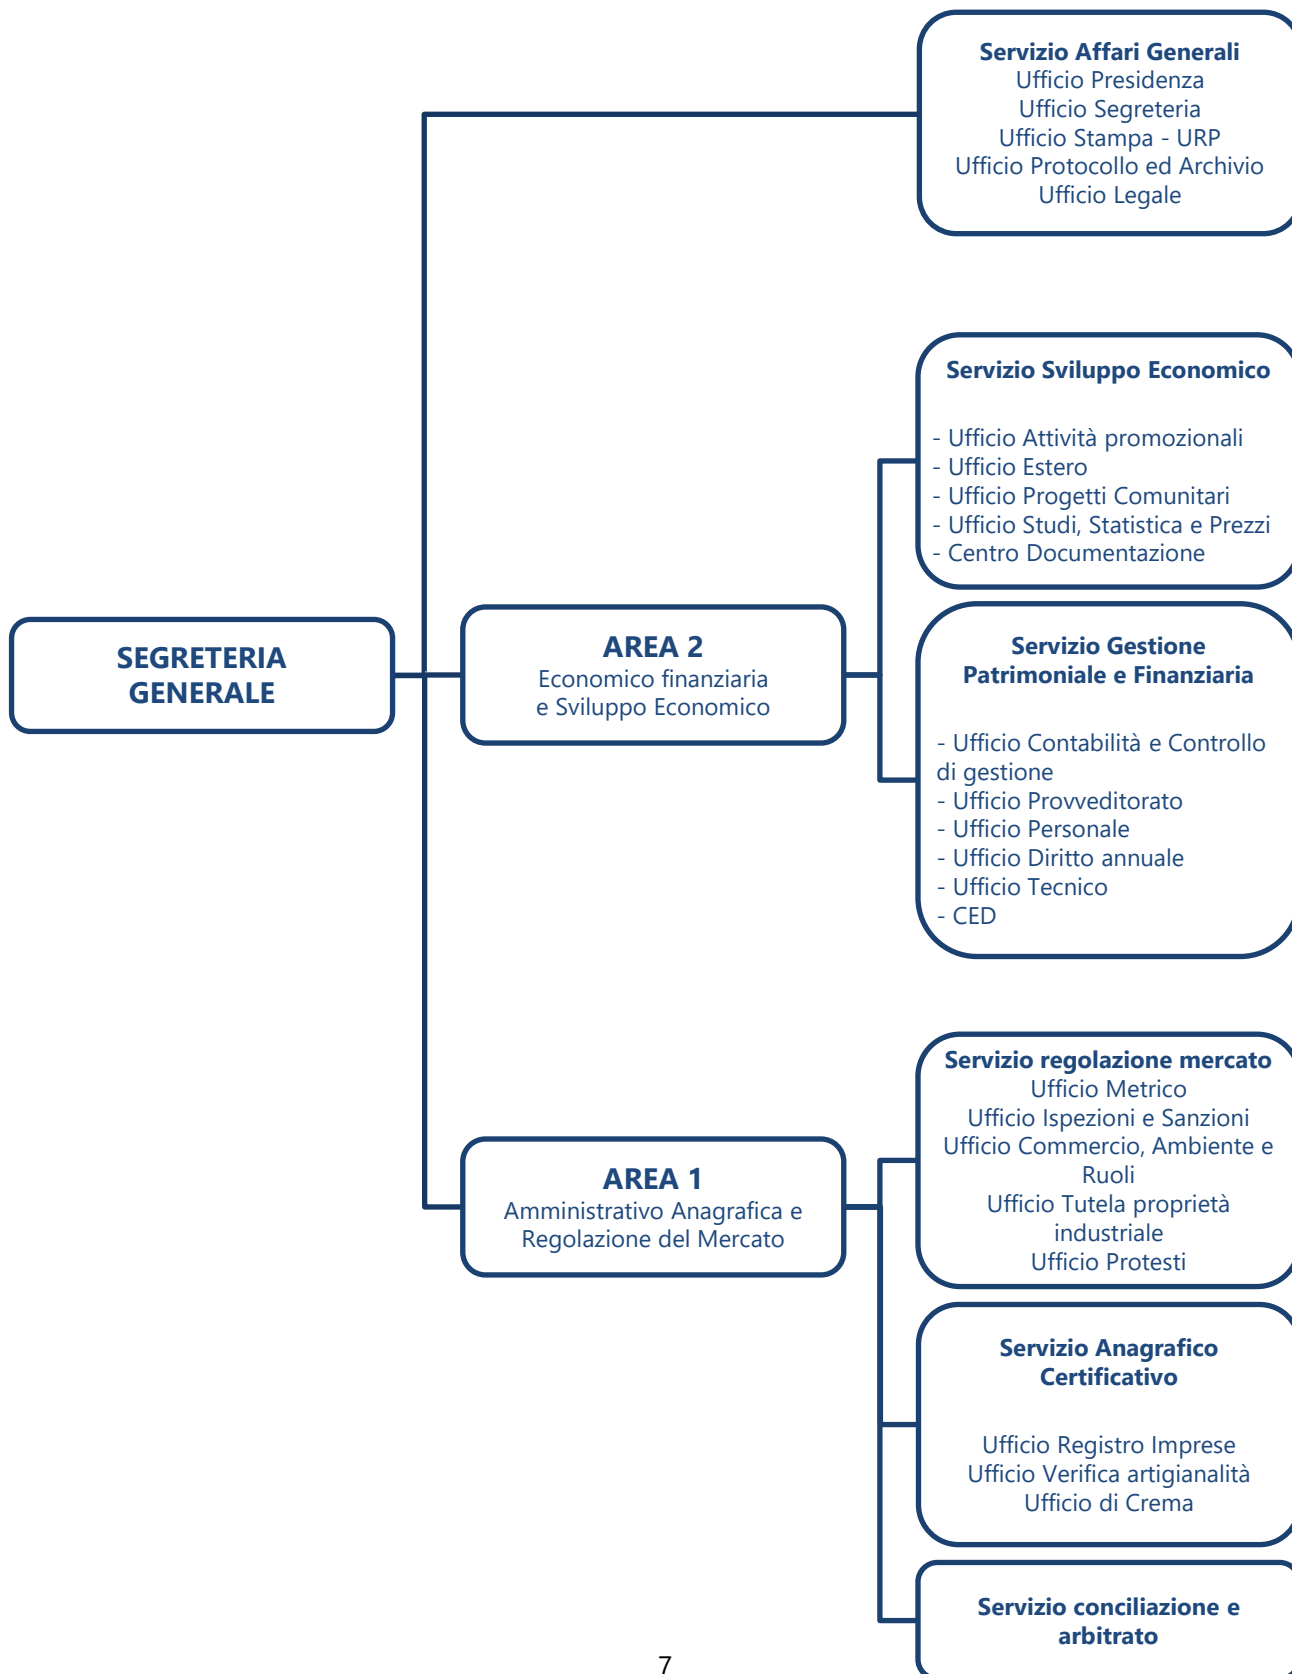 Servizio Affari Generali
Ufficio Presidenza
Ufficio Segreteria
Ufficio Stampa - URP
Ufficio Protocollo ed Archivio
Ufficio Legale
Servizio Sviluppo Economico
- Ufficio Attività promozionali
- Ufficio Estero
- Ufficio Progetti Comunitari
- Ufficio Studi, Statistica e Prezzi
- Centro Documentazione
SEGRETERIA
GENERALE
AREA 2
Economico finanziaria
e Sviluppo Economico
Servizio Gestione
Patrimoniale e Finanziaria
- Ufficio Contabilità e Controllo
di gestione
- Ufficio Provveditorato
- Ufficio Personale
- Ufficio Diritto annuale
- Ufficio Tecnico
- CED
AREA 1
Amministrativo Anagrafica e
Regolazione del Mercato
Servizio regolazione mercato
Ufficio Metrico
Ufficio Ispezioni e Sanzioni
Ufficio Commercio, Ambiente e
Ruoli
Ufficio Tutela proprietà
industriale
Ufficio Protesti
Servizio Anagrafico
Certificativo
Ufficio Registro Imprese
Ufficio Verifica artigianalità
Ufficio di Crema
Servizio conciliazione e
arbitrato
7